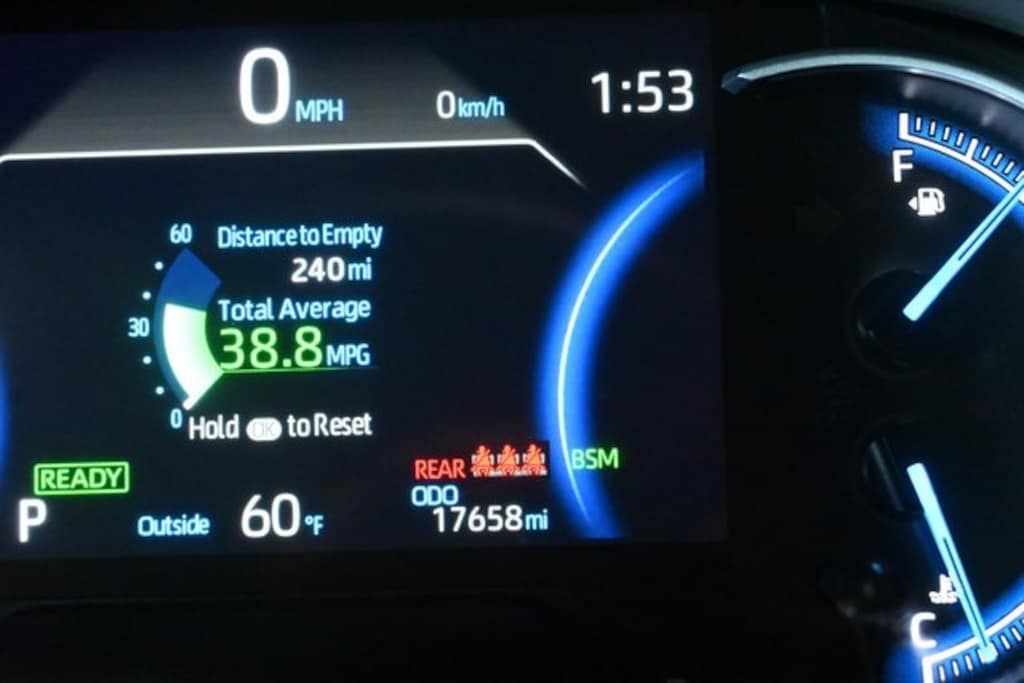 0 MPH 0 km/h 1:53
60 Distance to Empty
240 mi
Total Average
30 38.8 MPG
0 Hold OK to Reset
READY
REAR BSM
ODO
P Outside 60 °F 17658 mi
F
C